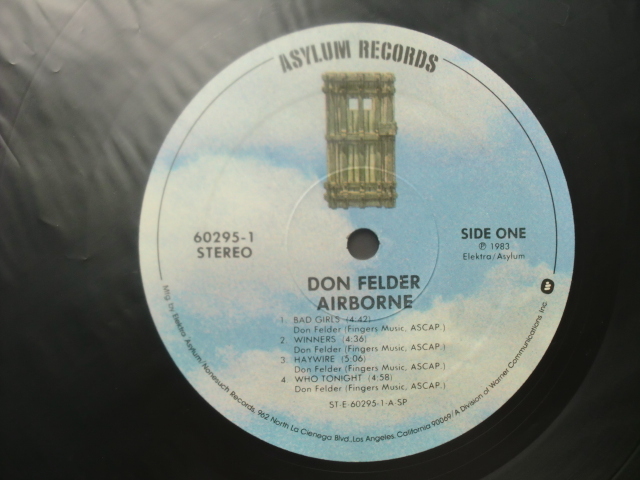 ASYLUM RECORDS
60295-1
STEREO
SIDE ONE
℗ 1983
Elektra/Asylum
DON FELDER
AIRBORNE
1. BAD GIRLS (4:42)
Don Felder (Fingers Music, ASCAP.)
2. WINNERS (4:36)
Don Felder (Fingers Music, ASCAP.)
3. HAYWIRE (5:06)
Don Felder (Fingers Music, ASCAP.)
4. WHO TONIGHT (4:58)
Don Felder (Fingers Music, ASCAP.)
ST-E-60295-1-A SP
Mfg. by Elektra/Asylum/Nonesuch Records, 962 North La Cienega Blvd., Los Angeles, California 90069/A Division of Warner Communications Inc.